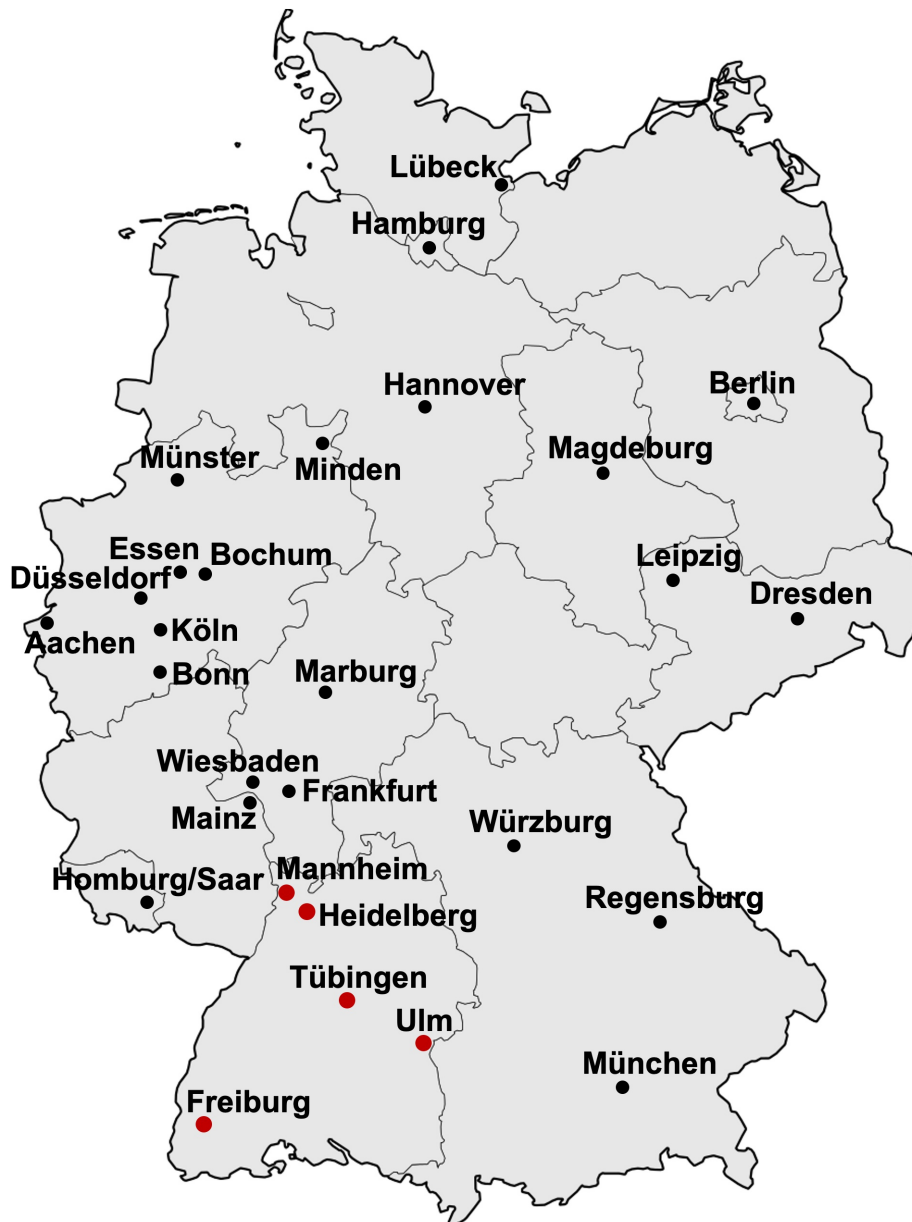 Lübeck
Hamburg
Hannover
Berlin
Magdeburg
Münster
Minden
Essen
Bochum
Leipzig
Düsseldorf
Dresden
Köln
Aachen
Bonn
Marburg
Wiesbaden
Frankfurt
Mainz
Würzburg
Mannheim
Homburg/Saar
Regensburg
Heidelberg
Tübingen
Ulm
München
Freiburg